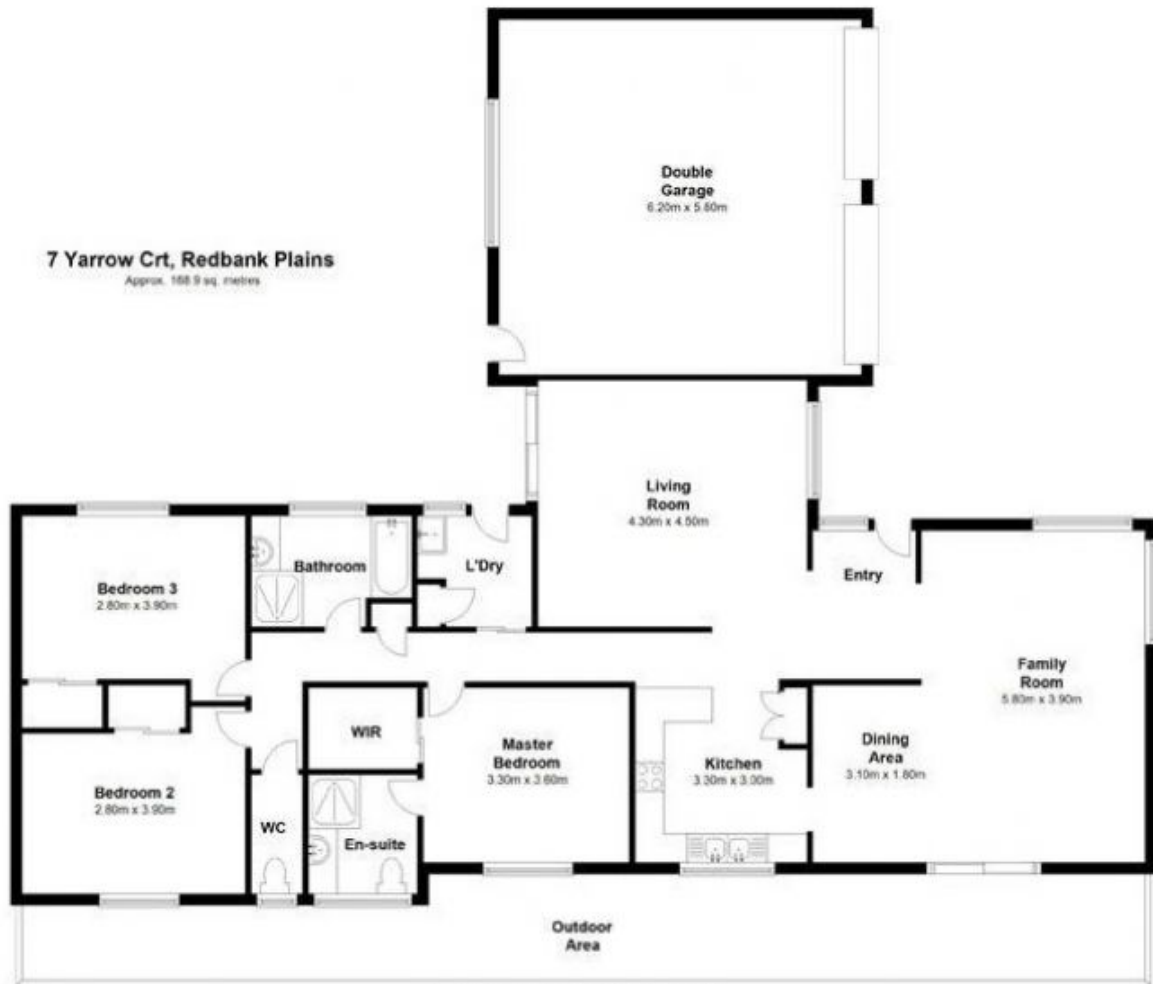 Double
Garage
6.20m x 5.80m
7 Yarrow Crt, Redbank Plains
Approx. 168.9 sq. metres
Living
Room
4.30m x 4.50m
Bathroom
L'Dry
Entry
Bedroom 3
2.80m x 3.90m
Family
Room
5.80m x 3.90m
WIR
Master
Bedroom
3.30m x 3.60m
Kitchen
3.30m x 3.00m
Dining
Area
3.10m x 1.80m
Bedroom 2
2.80m x 3.90m
WC
En-suite
Outdoor
Area